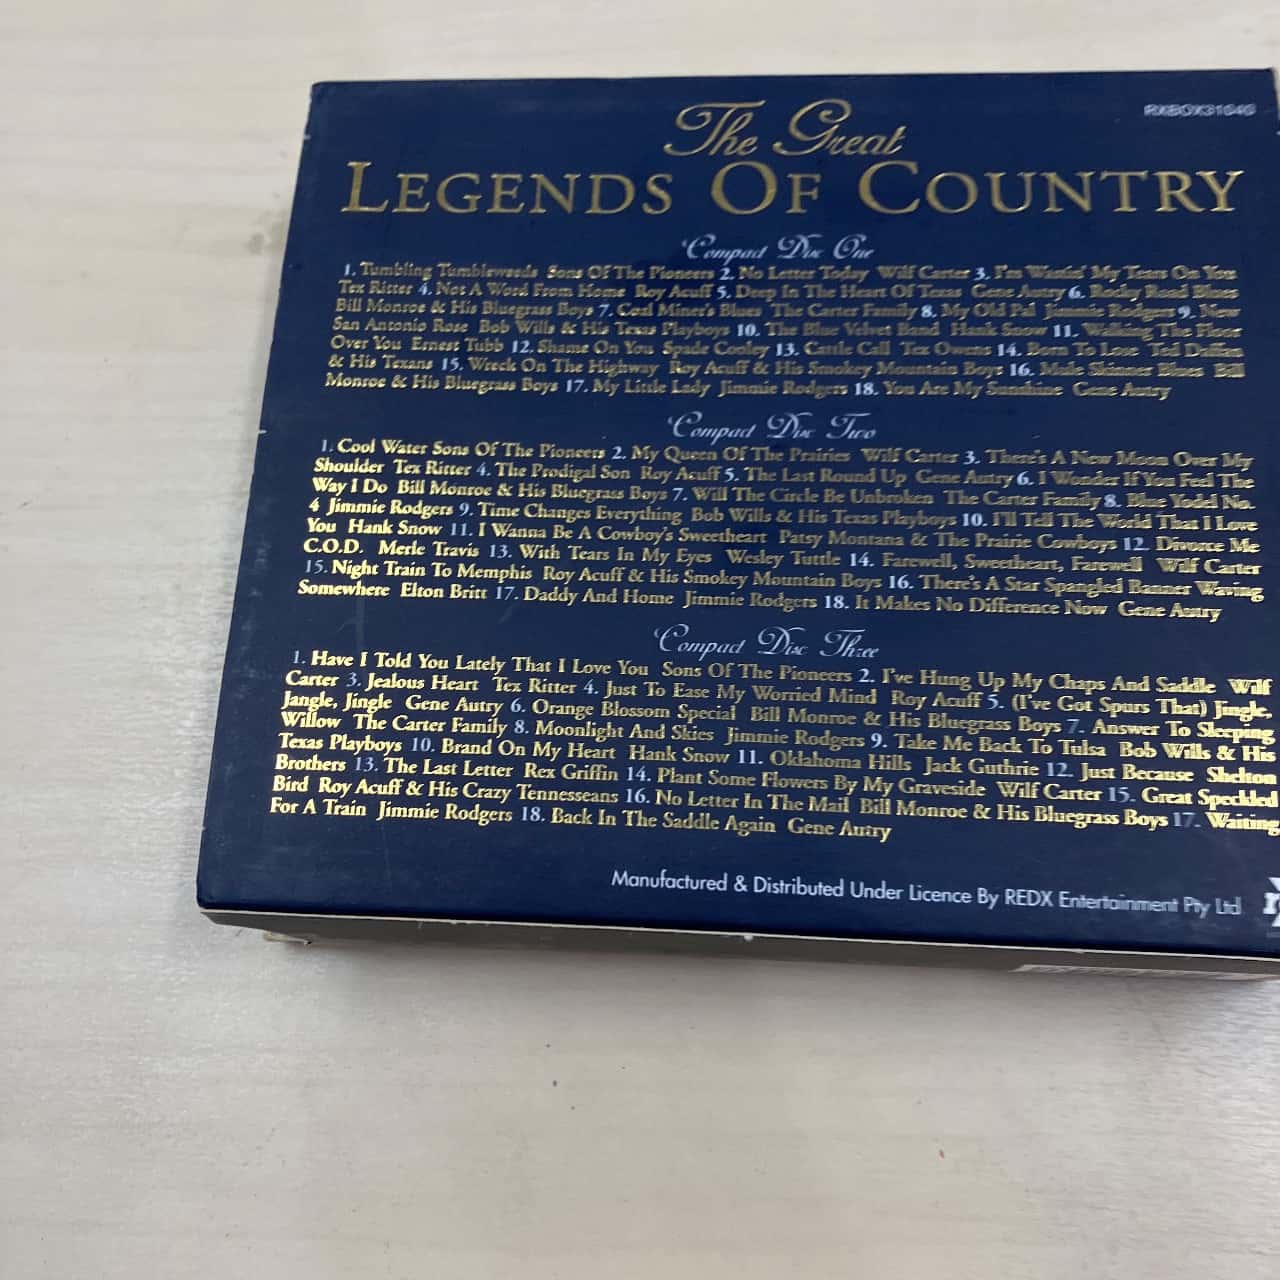 The Great
RXBOX31040
LEGENDS OF COUNTRY
Compact Disc One
1. Tumbling Tumbleweeds Sons Of The Pioneers 2. No Letter Today Wilf Carter 3. I'm Wastin' My Tears On You
Tex Ritter 4. Not A Word From Home Roy Acuff 5. Deep In The Heart Of Texas Gene Autry 6. Rocky Road Blues
Bill Monroe & His Bluegrass Boys 7. Coal Miner's Blues The Carter Family 8. My Old Pal Jimmie Rodgers 9. New
San Antonio Rose Bob Wills & His Texas Playboys 10. The Blue Velvet Band Hank Snow 11. Walking The Floor
Over You Ernest Tubb 12. Shame On You Spade Cooley 13. Cattle Call Tex Owens 14. Born To Lose Ted Daffan
& His Texans 15. Wreck On The Highway Roy Acuff & His Smokey Mountain Boys 16. Mule Skinner Blues Bill
Monroe & His Bluegrass Boys 17. My Little Lady Jimmie Rodgers 18. You Are My Sunshine Gene Autry
Compact Disc Two
1. Cool Water Sons Of The Pioneers 2. My Queen Of The Prairies Wilf Carter 3. There's A New Moon Over My
Shoulder Tex Ritter 4. The Prodigal Son Roy Acuff 5. The Last Round Up Gene Autry 6. I Wonder If You Feel The
Way I Do Bill Monroe & His Bluegrass Boys 7. Will The Circle Be Unbroken The Carter Family 8. Blue Yodel No.
4 Jimmie Rodgers 9. Time Changes Everything Bob Wills & His Texas Playboys 10. I'll Tell The World That I Love
You Hank Snow 11. I Wanna Be A Cowboy's Sweetheart Patsy Montana & The Prairie Cowboys 12. Divorce Me
C.O.D. Merle Travis 13. With Tears In My Eyes Wesley Tuttle 14. Farewell, Sweetheart, Farewell Wilf Carter
15. Night Train To Memphis Roy Acuff & His Smokey Mountain Boys 16. There's A Star Spangled Banner Waving
Somewhere Elton Britt 17. Daddy And Home Jimmie Rodgers 18. It Makes No Difference Now Gene Autry
Compact Disc Three
1. Have I Told You Lately That I Love You Sons Of The Pioneers 2. I've Hung Up My Chaps And Saddle Wilf
Carter 3. Jealous Heart Tex Ritter 4. Just To Ease My Worried Mind Roy Acuff 5. (I've Got Spurs That) Jingle,
Jangle, Jingle Gene Autry 6. Orange Blossom Special Bill Monroe & His Bluegrass Boys 7. Answer To Sleeping
Willow The Carter Family 8. Moonlight And Skies Jimmie Rodgers 9. Take Me Back To Tulsa Bob Wills & His
Texas Playboys 10. Brand On My Heart Hank Snow 11. Oklahoma Hills Jack Guthrie 12. Just Because Shelton
Brothers 13. The Last Letter Rex Griffin 14. Plant Some Flowers By My Graveside Wilf Carter 15. Great Speckled
Bird Roy Acuff & His Crazy Tennesseans 16. No Letter In The Mail Bill Monroe & His Bluegrass Boys 17. Waiting
For A Train Jimmie Rodgers 18. Back In The Saddle Again Gene Autry
Manufactured & Distributed Under Licence By REDX Entertainment Pty Ltd